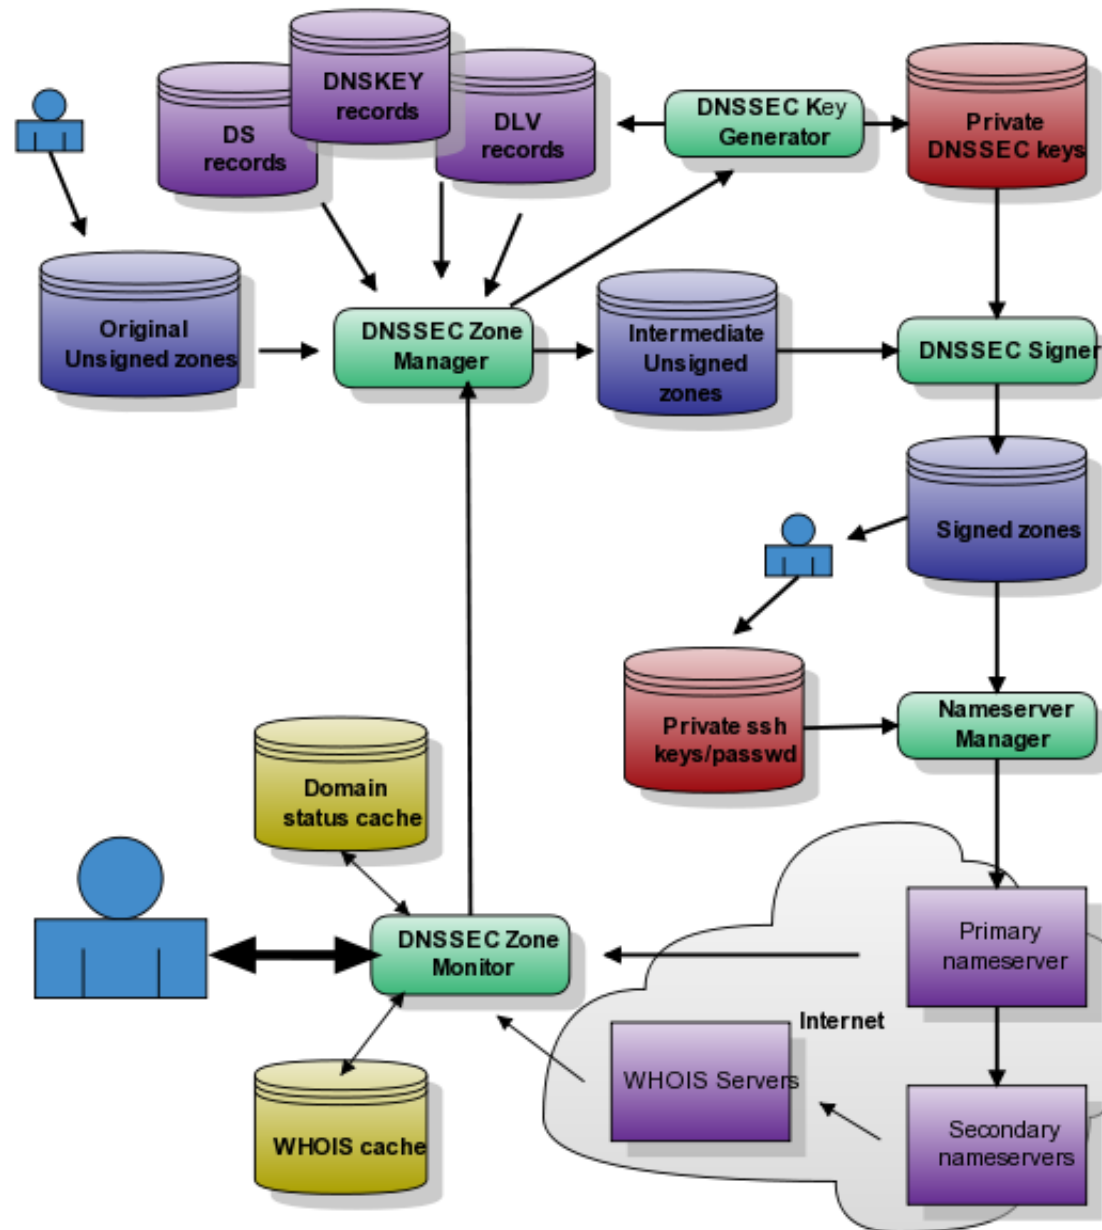 DNSKEY
records
DS
records
DLV
records
DNSSEC Key
Generator
Private
DNSSEC keys
Original
Unsigned zones
DNSSEC Zone
Manager
Intermediate
Unsigned
zones
DNSSEC Signer
Signed zones
Private ssh
keys/passwd
Nameserver
Manager
Domain
status cache
DNSSEC Zone
Monitor
Primary
nameserver
Internet
WHOIS Servers
WHOIS cache
Secondary
nameservers